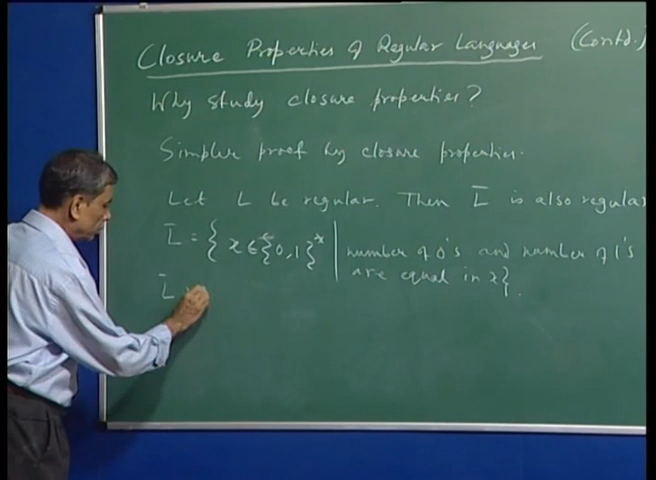 Closure Properties of Regular Languages (Contd.)
Why study closure properties?
Simpler proof by closure properties.
Let L be regular. Then L̅ is also regular
L̅ = { x ∈ {0,1}* | number of 0's and number of 1's
are equal in x}.
L̅